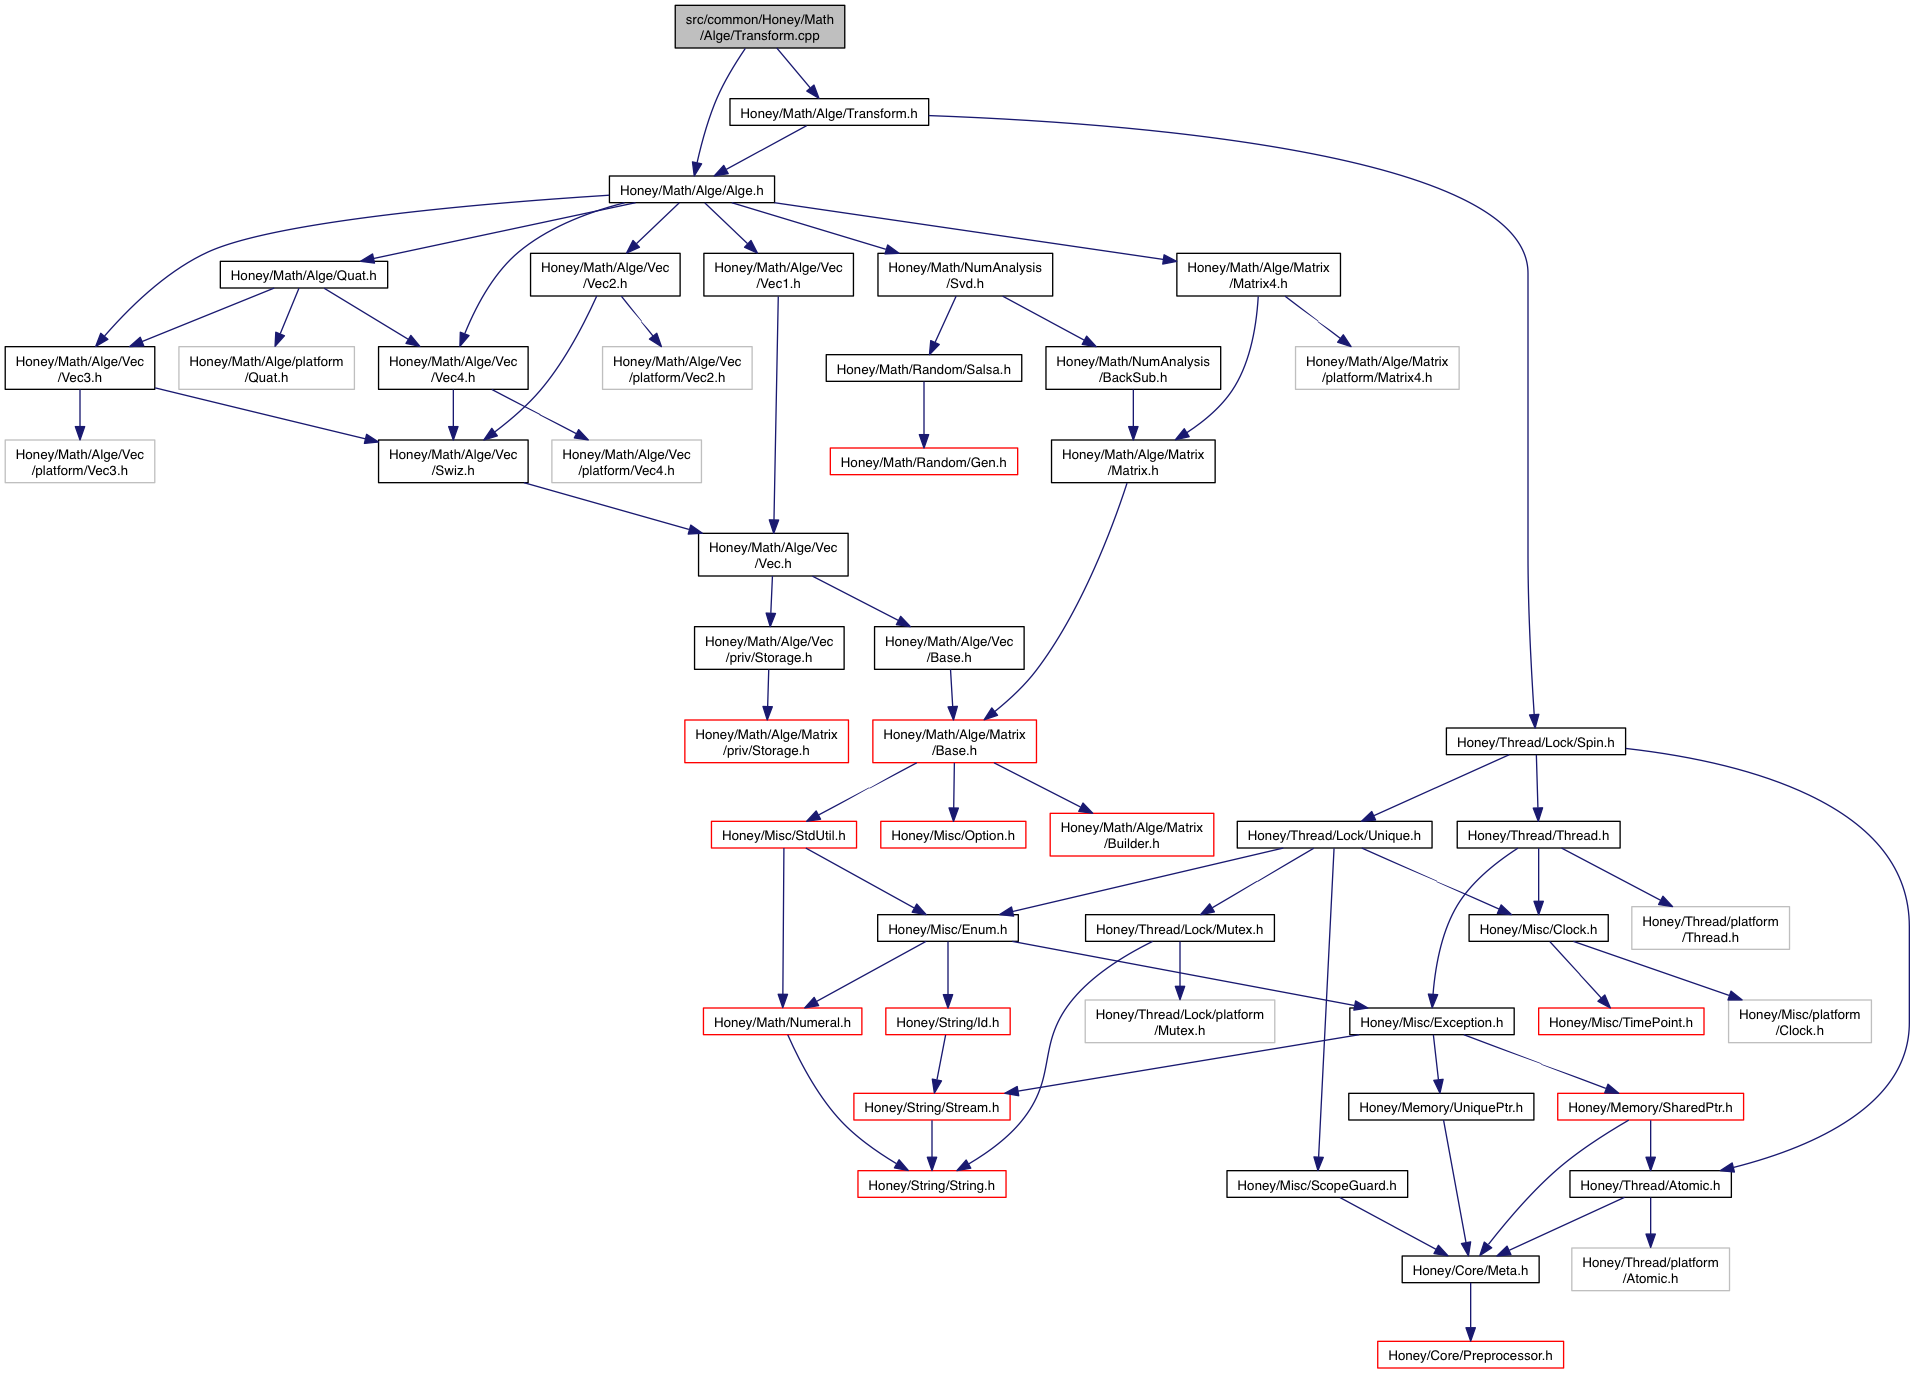 src/common/Honey/Math
/Alge/Transform.cpp
Honey/Math/Alge/Transform.h
Honey/Math/Alge/Alge.h
Honey/Math/Alge/Quat.h
Honey/Math/Alge/Vec
/Vec2.h
Honey/Math/Alge/Vec
/Vec1.h
Honey/Math/NumAnalysis
/Svd.h
Honey/Math/Alge/Matrix
/Matrix4.h
Honey/Math/Alge/Vec
/Vec3.h
Honey/Math/Alge/platform
/Quat.h
Honey/Math/Alge/Vec
/Vec4.h
Honey/Math/Alge/Vec
/platform/Vec2.h
Honey/Math/Random/Salsa.h
Honey/Math/NumAnalysis
/BackSub.h
Honey/Math/Alge/Matrix
/platform/Matrix4.h
Honey/Math/Alge/Vec
/platform/Vec3.h
Honey/Math/Alge/Vec
/Swiz.h
Honey/Math/Alge/Vec
/platform/Vec4.h
Honey/Math/Random/Gen.h
Honey/Math/Alge/Matrix
/Matrix.h
Honey/Math/Alge/Vec
/Vec.h
Honey/Math/Alge/Vec
/priv/Storage.h
Honey/Math/Alge/Vec
/Base.h
Honey/Math/Alge/Matrix
/priv/Storage.h
Honey/Math/Alge/Matrix
/Base.h
Honey/Thread/Lock/Spin.h
Honey/Misc/StdUtil.h
Honey/Misc/Option.h
Honey/Math/Alge/Matrix
/Builder.h
Honey/Thread/Lock/Unique.h
Honey/Thread/Thread.h
Honey/Misc/Enum.h
Honey/Thread/Lock/Mutex.h
Honey/Misc/Clock.h
Honey/Thread/platform
/Thread.h
Honey/Math/Numeral.h
Honey/String/Id.h
Honey/Thread/Lock/platform
/Mutex.h
Honey/Misc/Exception.h
Honey/Misc/TimePoint.h
Honey/Misc/platform
/Clock.h
Honey/String/Stream.h
Honey/Memory/UniquePtr.h
Honey/Memory/SharedPtr.h
Honey/String/String.h
Honey/Misc/ScopeGuard.h
Honey/Thread/Atomic.h
Honey/Core/Meta.h
Honey/Thread/platform
/Atomic.h
Honey/Core/Preprocessor.h